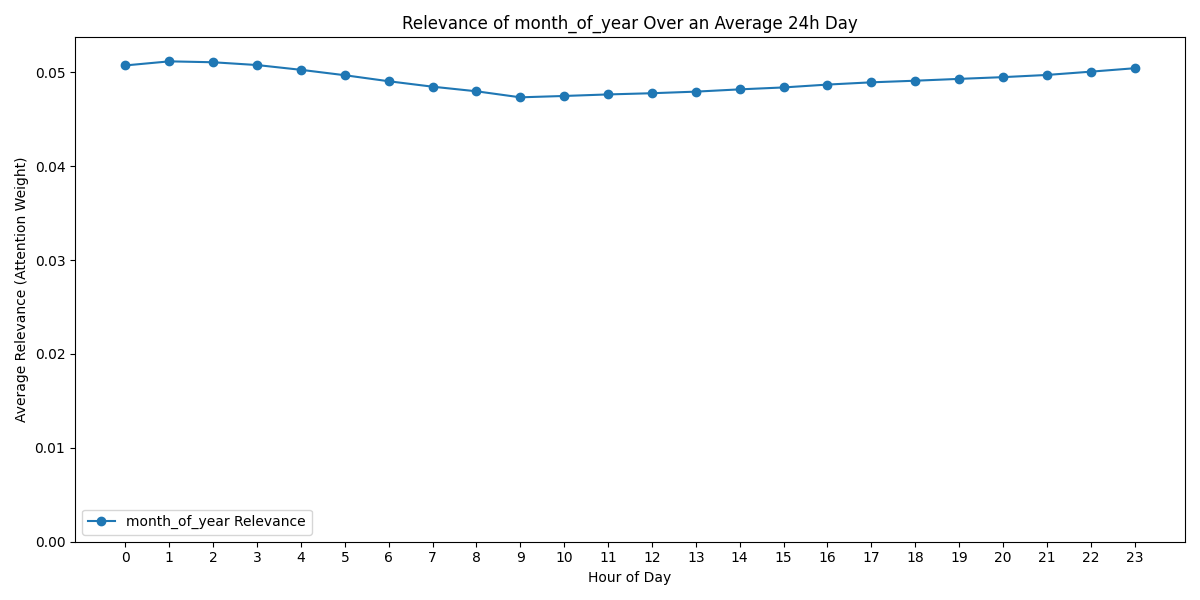 Relevance of month_of_year Over an Average 24h Day
Average Relevance (Attention Weight)
0.05
0.04
0.03
0.02
0.01
0.00
month_of_year Relevance
0 1 2 3 4 5 6 7 8 9 10 11 12 13 14 15 16 17 18 19 20 21 22 23
Hour of Day